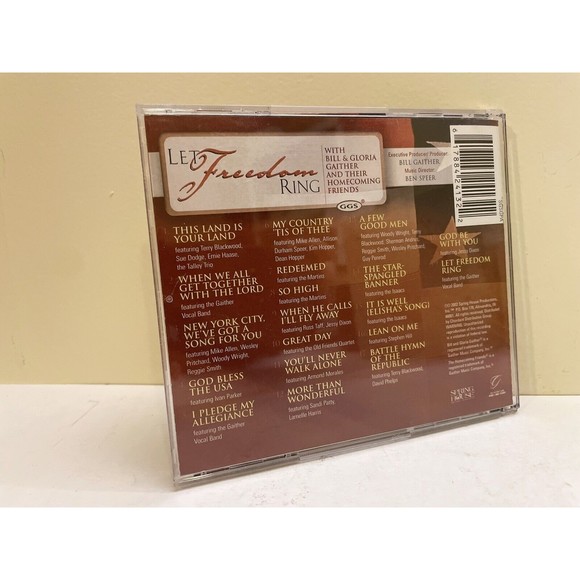 LET Freedom RING
WITH
BILL & GLORIA
GAITHER
AND THEIR
HOMECOMING
FRIENDS
GGS
Executive Producer/Producer:
BILL GAITHER
Music Director:
BEN SPEER
THIS LAND IS
YOUR LAND
featuring Terry Blackwood,
Sue Dodge, Ernie Haase,
the Talley Trio
WHEN WE ALL
GET TOGETHER
WITH THE LORD
featuring the Gaither
Vocal Band
NEW YORK CITY,
WE'VE GOT A
SONG FOR YOU
featuring Mike Allen, Wesley
Pritchard, Woody Wright,
Reggie Smith
GOD BLESS
THE USA
featuring Ivan Parker
I PLEDGE MY
ALLEGIANCE
featuring the Gaither
Vocal Band
MY COUNTRY
'TIS OF THEE
featuring Mike Allen, Allison
Durham Speer, Kim Hopper,
Dean Hopper
REDEEMED
featuring the Martins
SO HIGH
featuring the Martins
WHEN HE CALLS
I'LL FLY AWAY
featuring Russ Taff, Jessy Dixon
GREAT DAY
featuring the Old Friends Quartet
YOU'LL NEVER
WALK ALONE
featuring Armond Morales
MORE THAN
WONDERFUL
featuring Sandi Patty,
Larnelle Harris
A FEW
GOOD MEN
featuring Woody Wright, Terry
Blackwood, Sherman Andrus,
Reggie Smith, Wesley Pritchard,
Guy Penrod
THE STAR-
SPANGLED
BANNER
featuring the Isaacs
IT IS WELL
(ELISHA'S SONG)
featuring the Isaacs
LEAN ON ME
featuring Stephen Hill
BATTLE HYMN
OF THE
REPUBLIC
featuring Terry Blackwood,
David Phelps
GOD BE
WITH YOU
featuring Jessy Dixon
LET FREEDOM
RING
featuring the Gaither
Vocal Band
SPRING
HOUSE